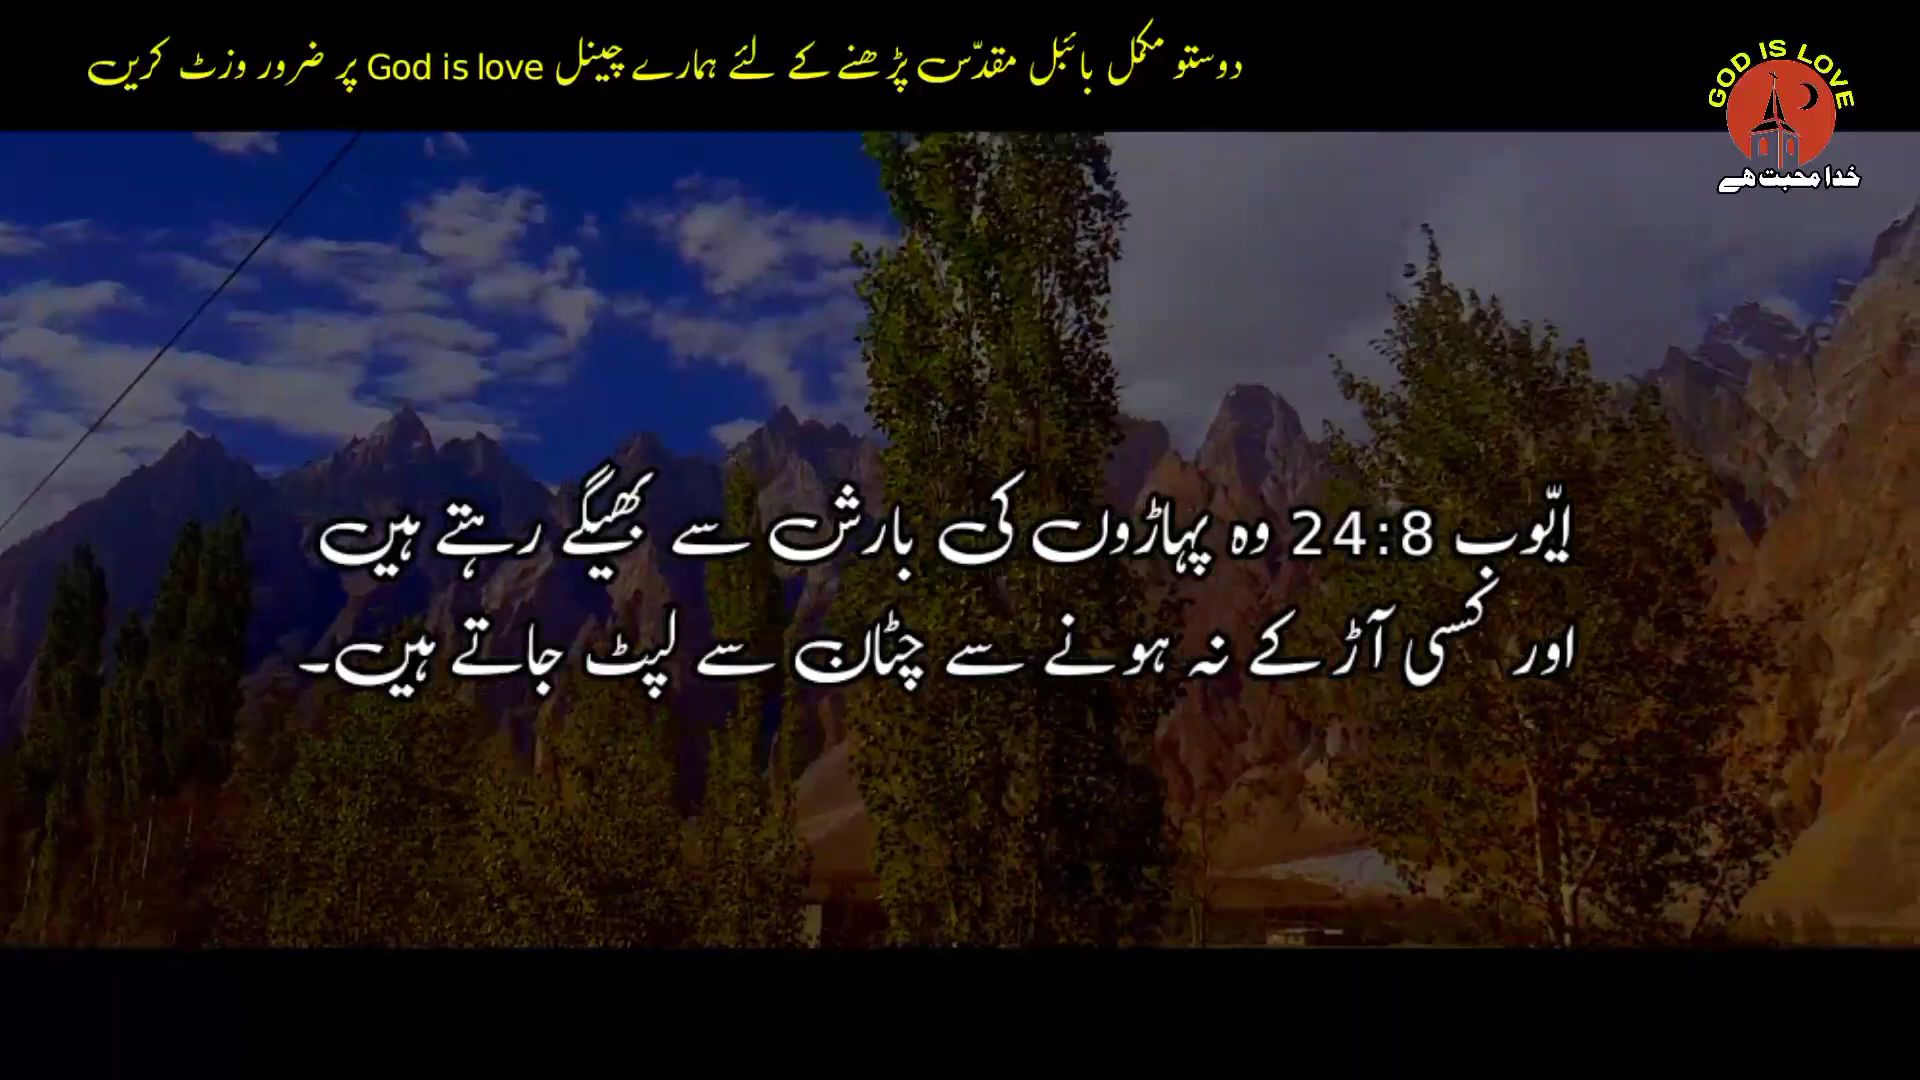 دوستو مکمل بائبل مقدّس پڑھنے کے لئے ہمارے چینل God is love پر ضرور وزٹ کریں
GOD IS LOVE
خدا محبت ھے
ایّوب 24:8 وہ پہاڑوں کی بارش سے بھیگے رہتے ہیں
اور کسی آڑ کے نہ ہونے سے چٹان سے لپٹ جاتے ہیں۔